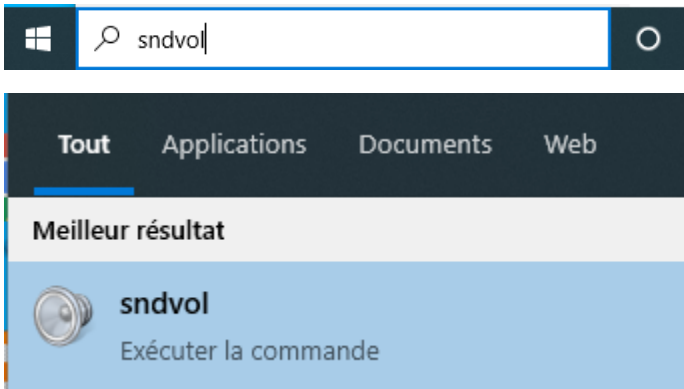 sndvol
Tout Applications Documents Web
Meilleur résultat
sndvol
Exécuter la commande